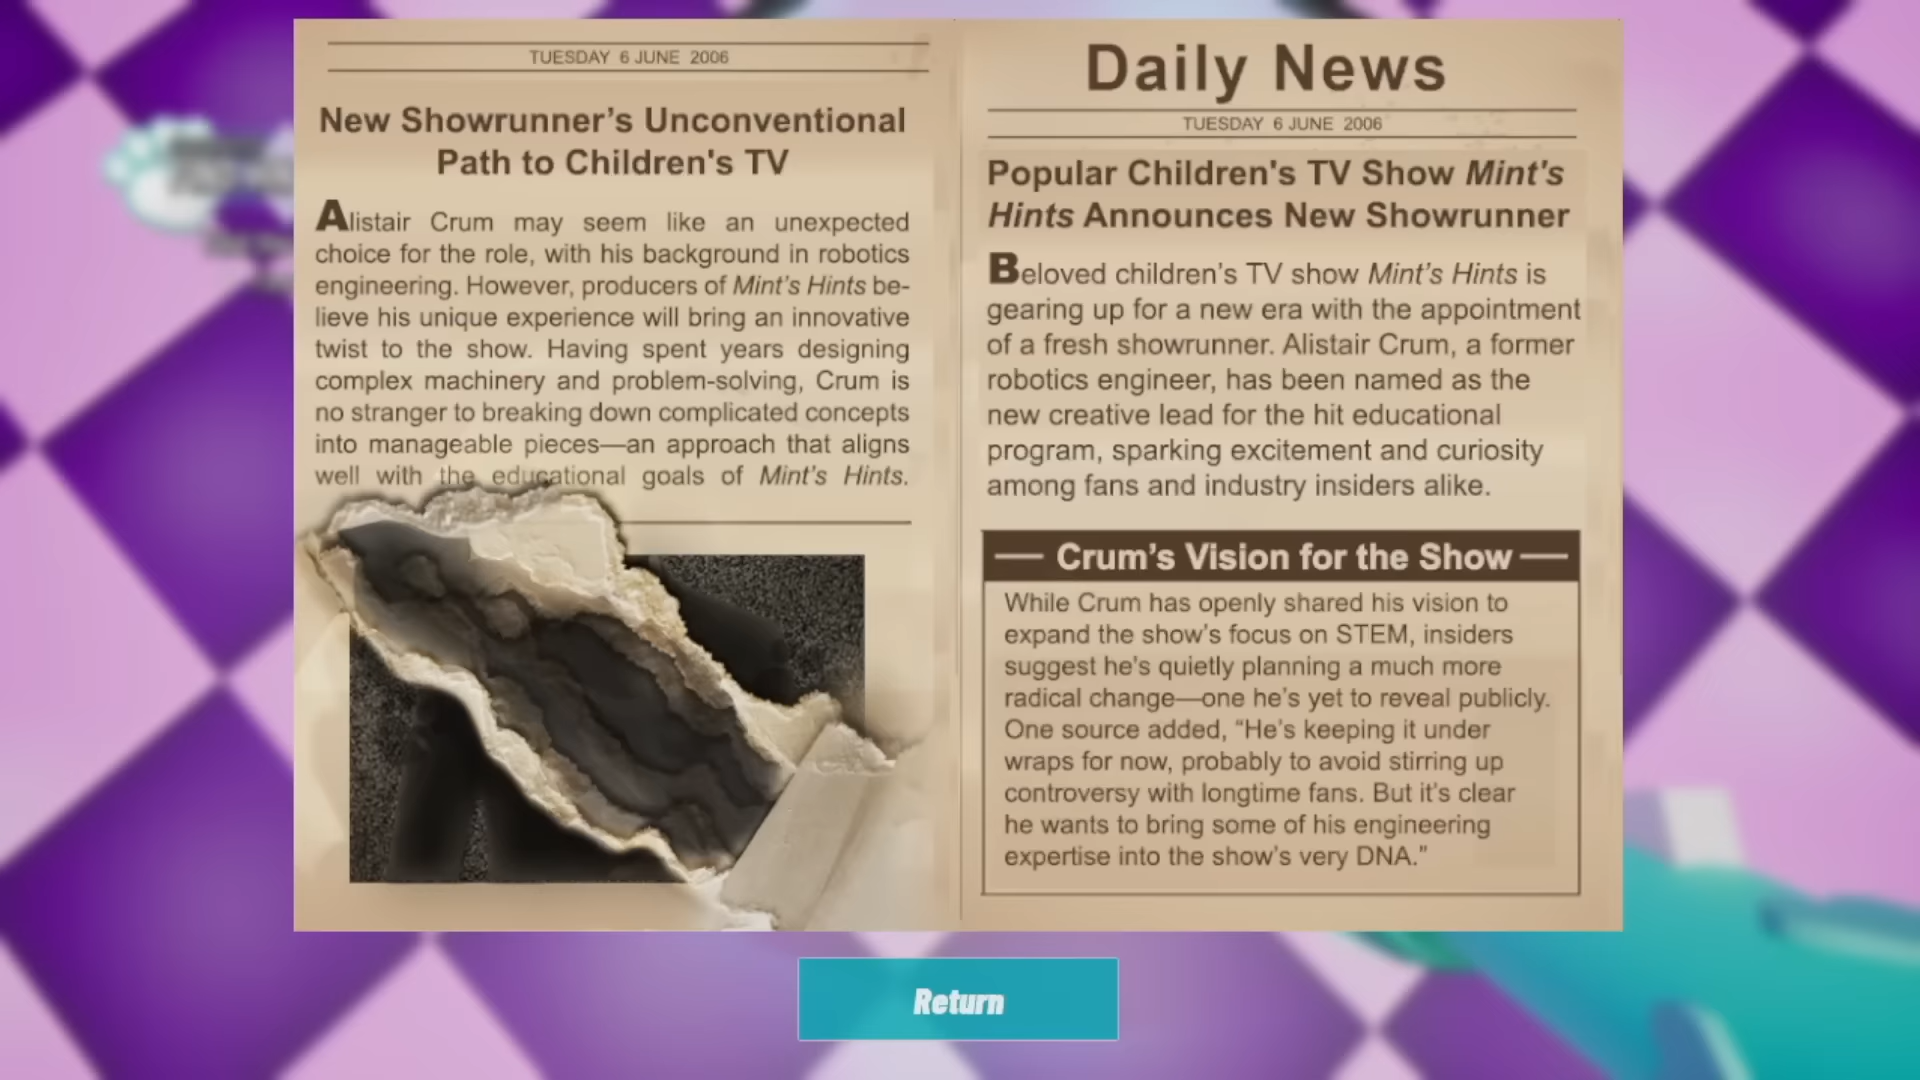 TUESDAY 6 JUNE 2006
New Showrunner’s Unconventional
Path to Children's TV
Alistair Crum may seem like an unexpected
choice for the role, with his background in robotics
engineering. However, producers of Mint’s Hints be-
lieve his unique experience will bring an innovative
twist to the show. Having spent years designing
complex machinery and problem-solving, Crum is
no stranger to breaking down complicated concepts
into manageable pieces—an approach that aligns
well with the educational goals of Mint’s Hints.
Daily News
TUESDAY 6 JUNE 2006
Popular Children's TV Show Mint's
Hints Announces New Showrunner
Beloved children’s TV show Mint’s Hints is
gearing up for a new era with the appointment
of a fresh showrunner. Alistair Crum, a former
robotics engineer, has been named as the
new creative lead for the hit educational
program, sparking excitement and curiosity
among fans and industry insiders alike.
Crum’s Vision for the Show
While Crum has openly shared his vision to
expand the show’s focus on STEM, insiders
suggest he’s quietly planning a much more
radical change—one he’s yet to reveal publicly.
One source added, “He’s keeping it under
wraps for now, probably to avoid stirring up
controversy with longtime fans. But it’s clear
he wants to bring some of his engineering
expertise into the show’s very DNA.”
Return